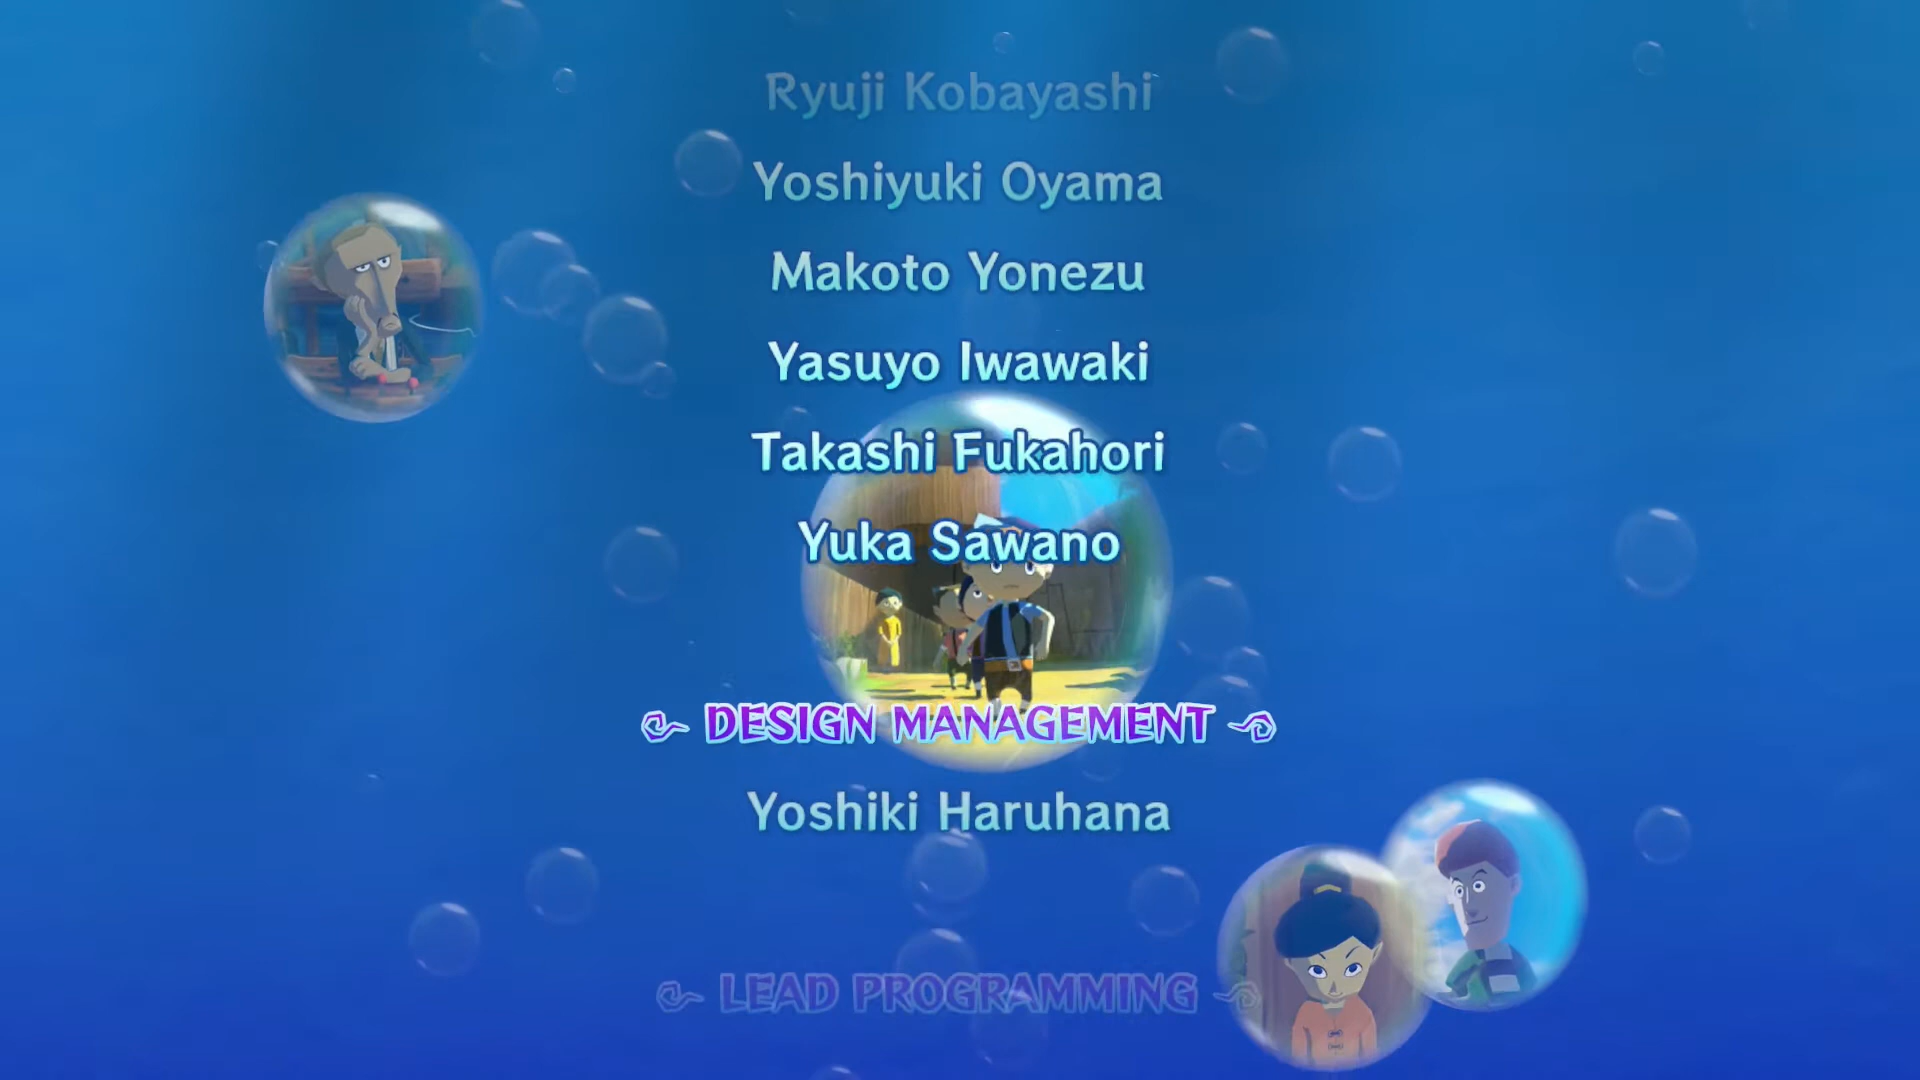 Ryuji Kobayashi
Yoshiyuki Oyama
Makoto Yonezu
Yasuyo Iwawaki
Takashi Fukahori
Yuka Sawano
DESIGN MANAGEMENT
Yoshiki Haruhana
LEAD PROGRAMMING